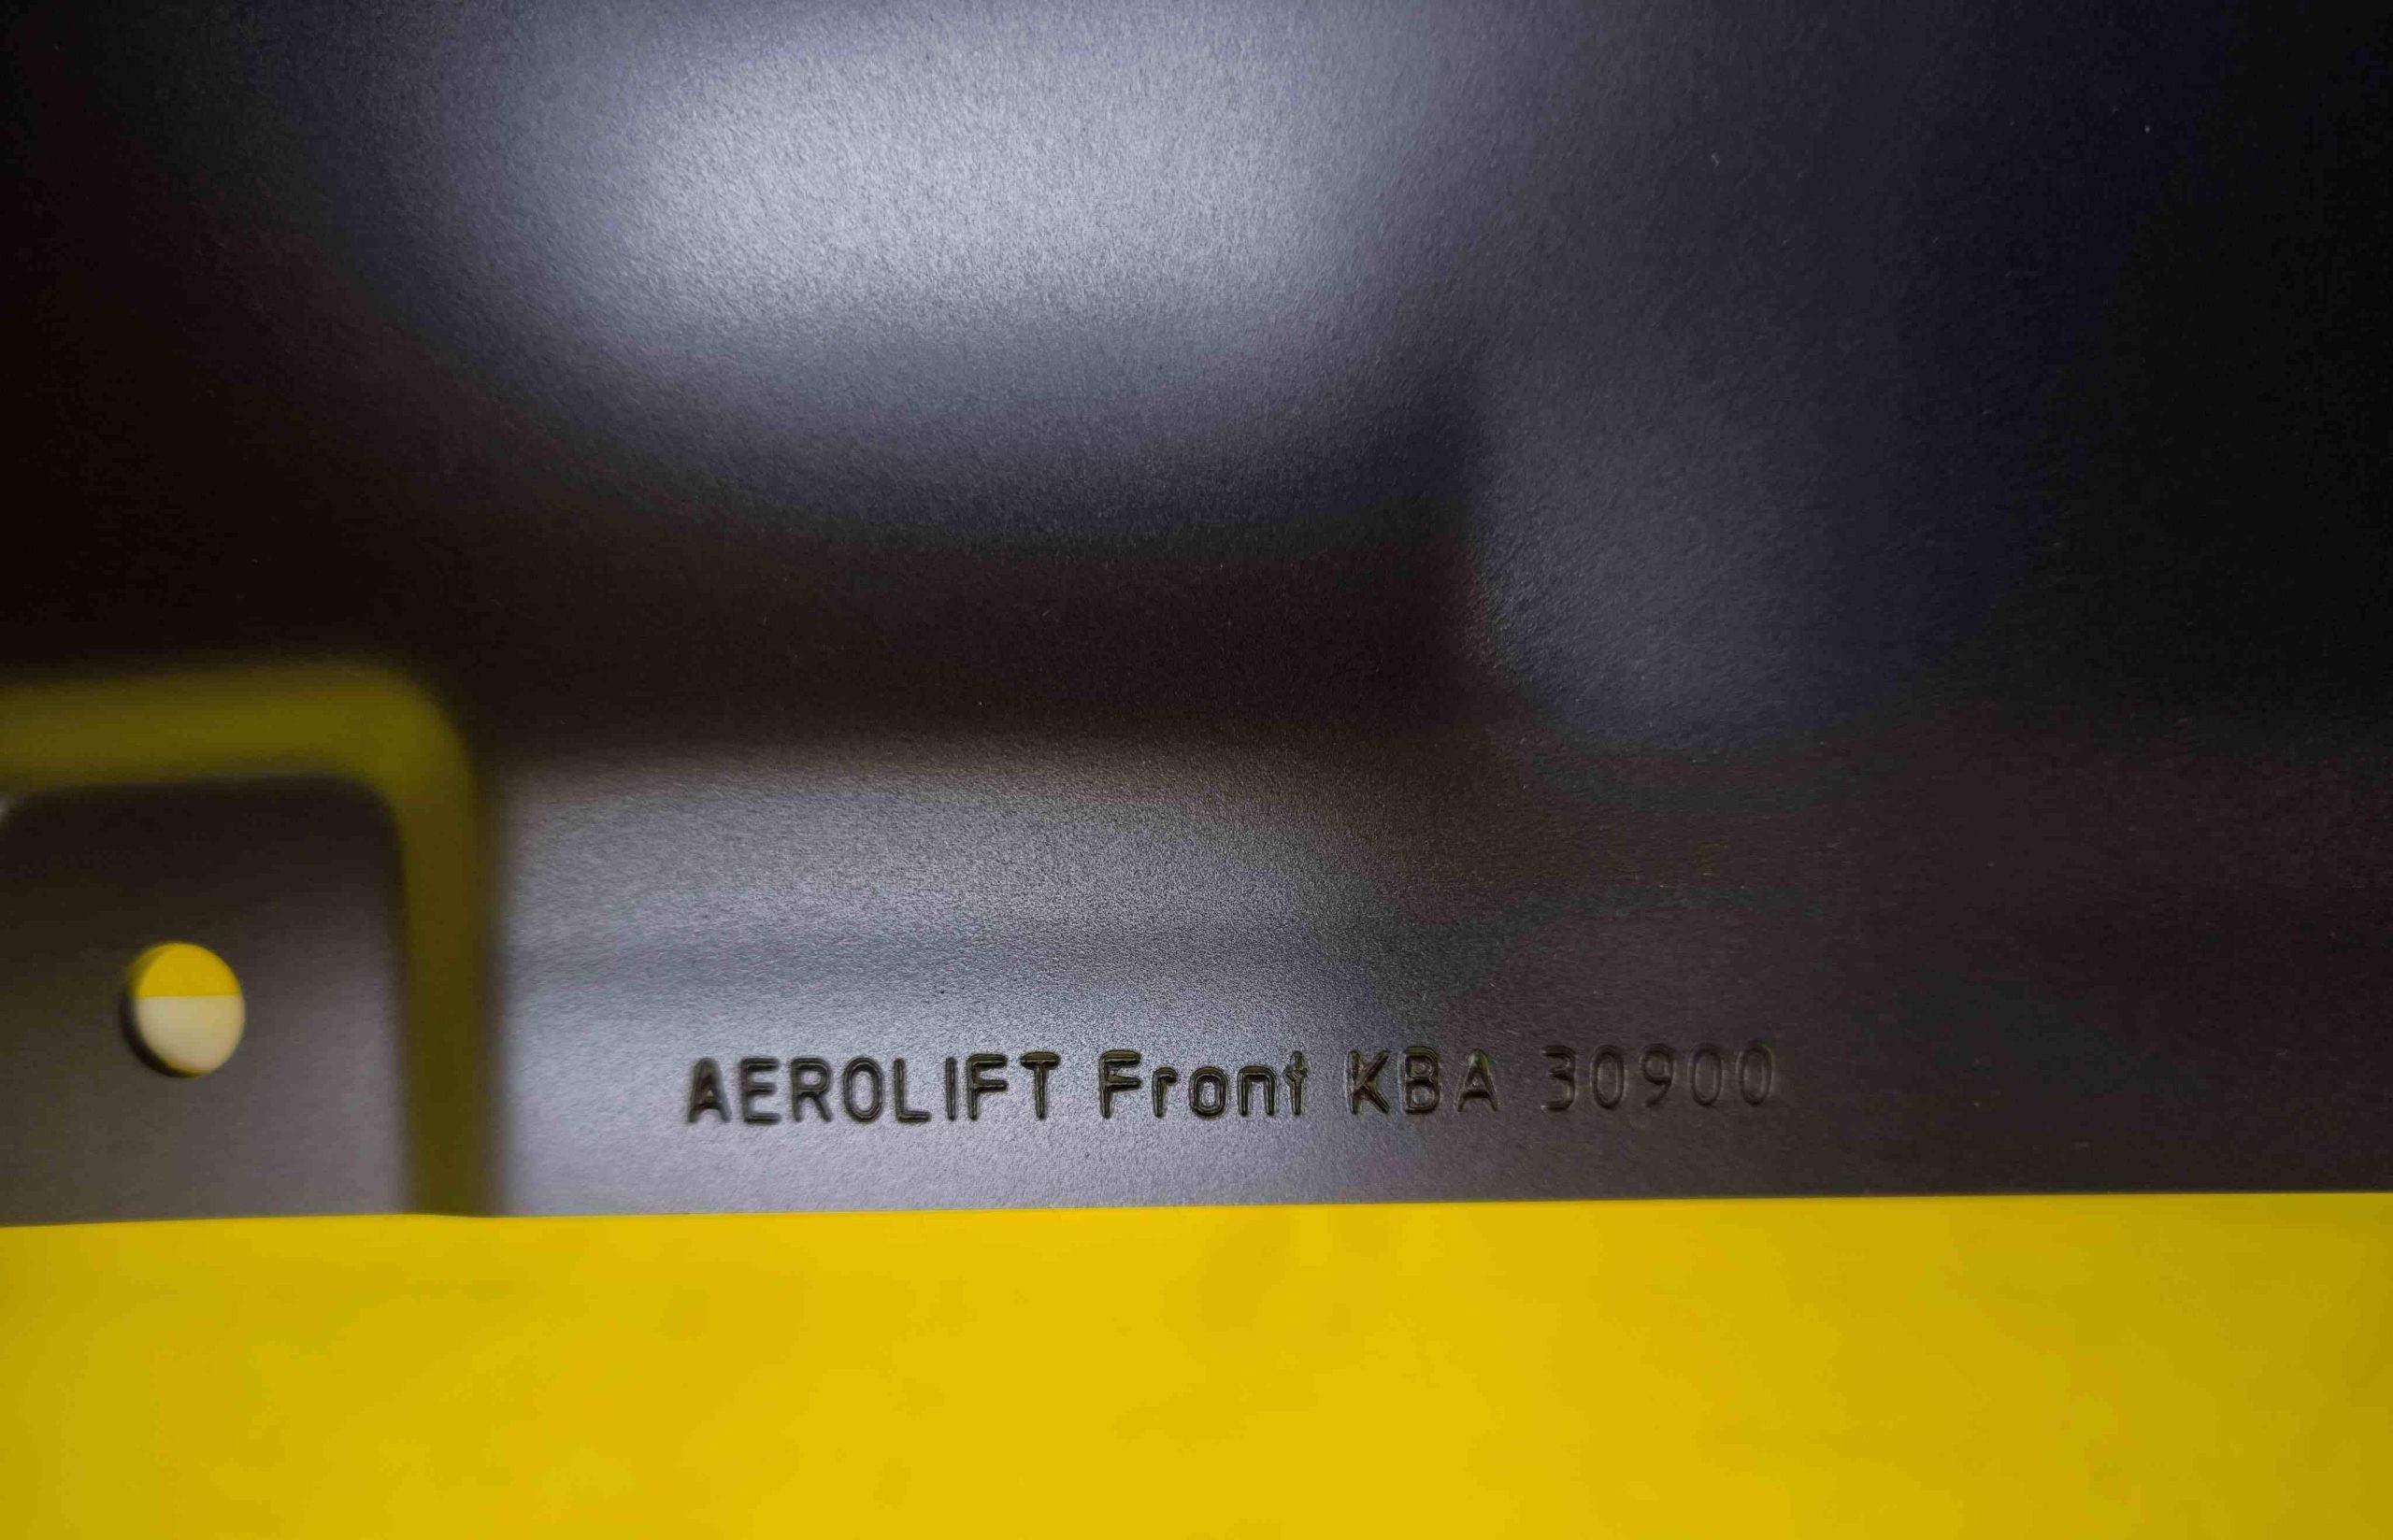 AEROLIFT Front KBA 30900